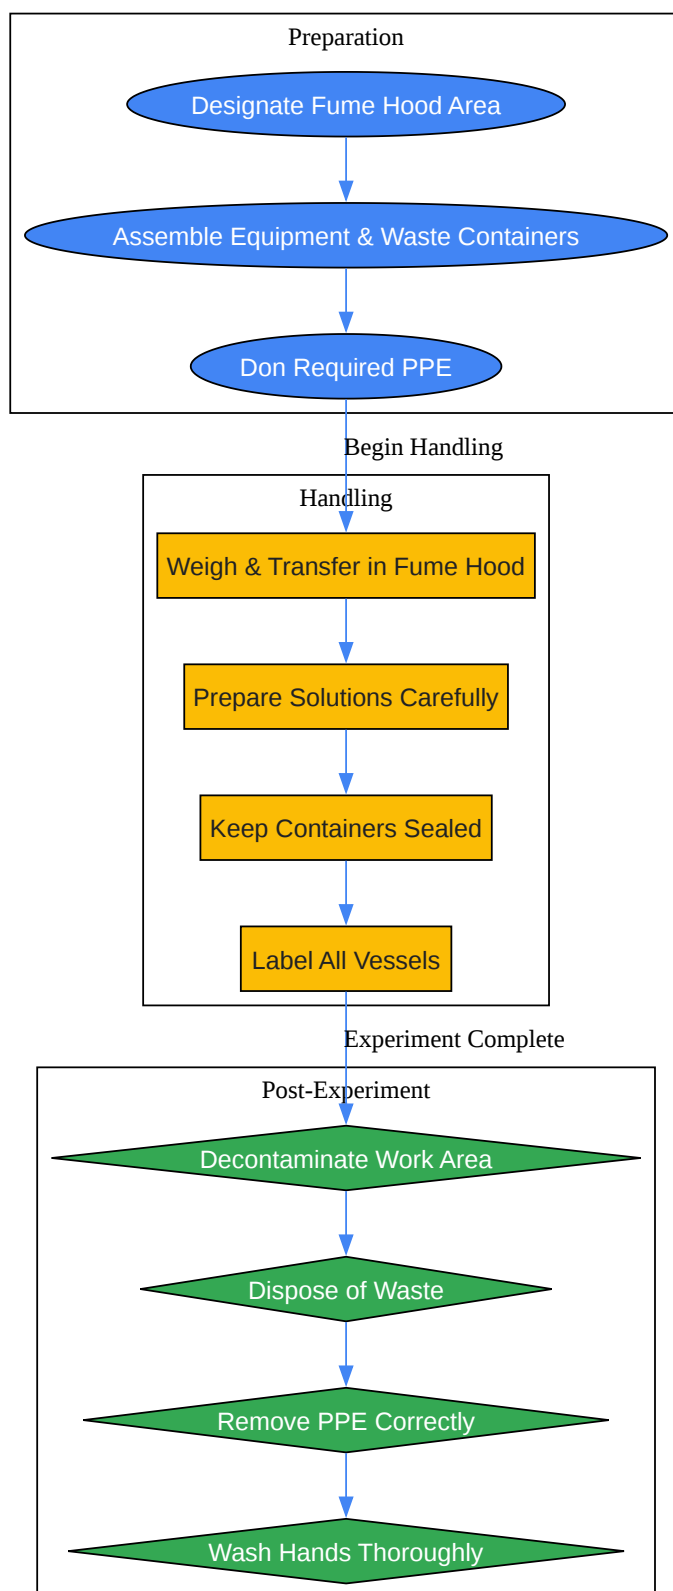 Preparation
Designate Fume Hood Area
Assemble Equipment & Waste Containers
Don Required PPE
Begin Handling
Handling
Weigh & Transfer in Fume Hood
Prepare Solutions Carefully
Keep Containers Sealed
Label All Vessels
Experiment Complete
Post-Experiment
Decontaminate Work Area
Dispose of Waste
Remove PPE Correctly
Wash Hands Thoroughly